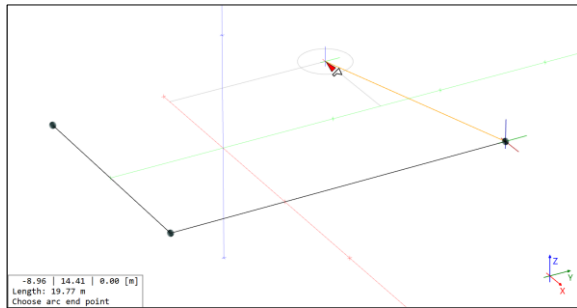 -8.96 | 14.41 | 0.00 [m]
Length: 19.77 m
Choose arc end point
Z
Y
X